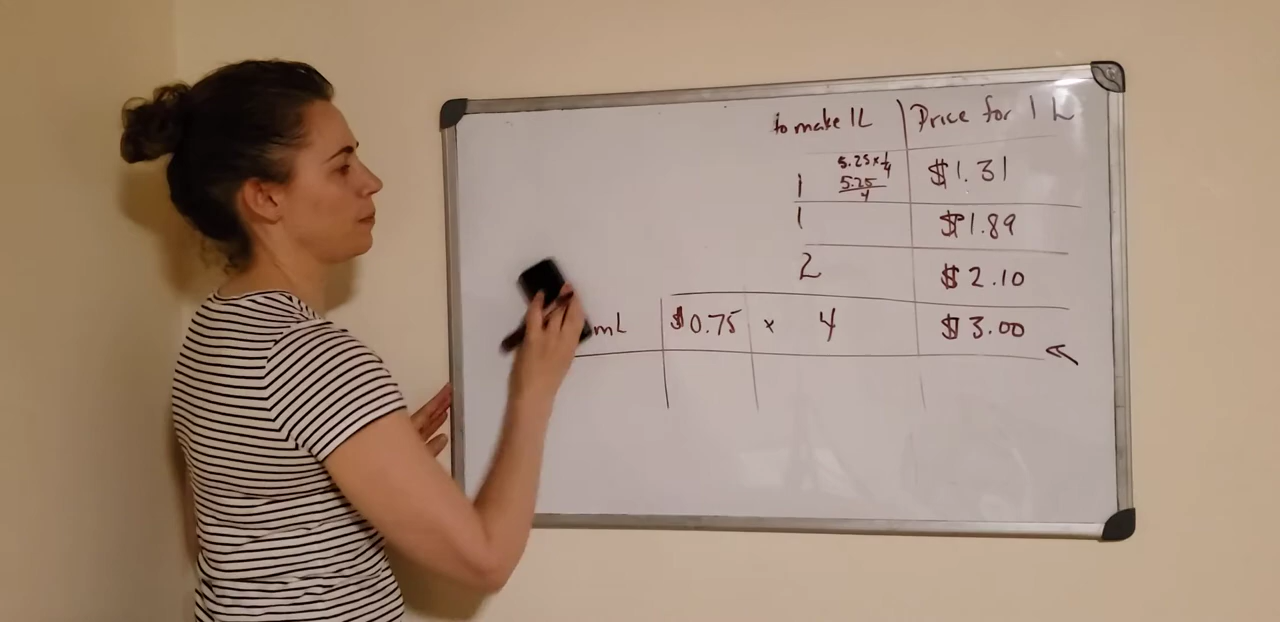 to make 1L | Price for 1 L
5.25 x 1/4
1 5.25/4 $1.31
1 $1.89
2 $2.10
mL $0.75 x 4 $3.00